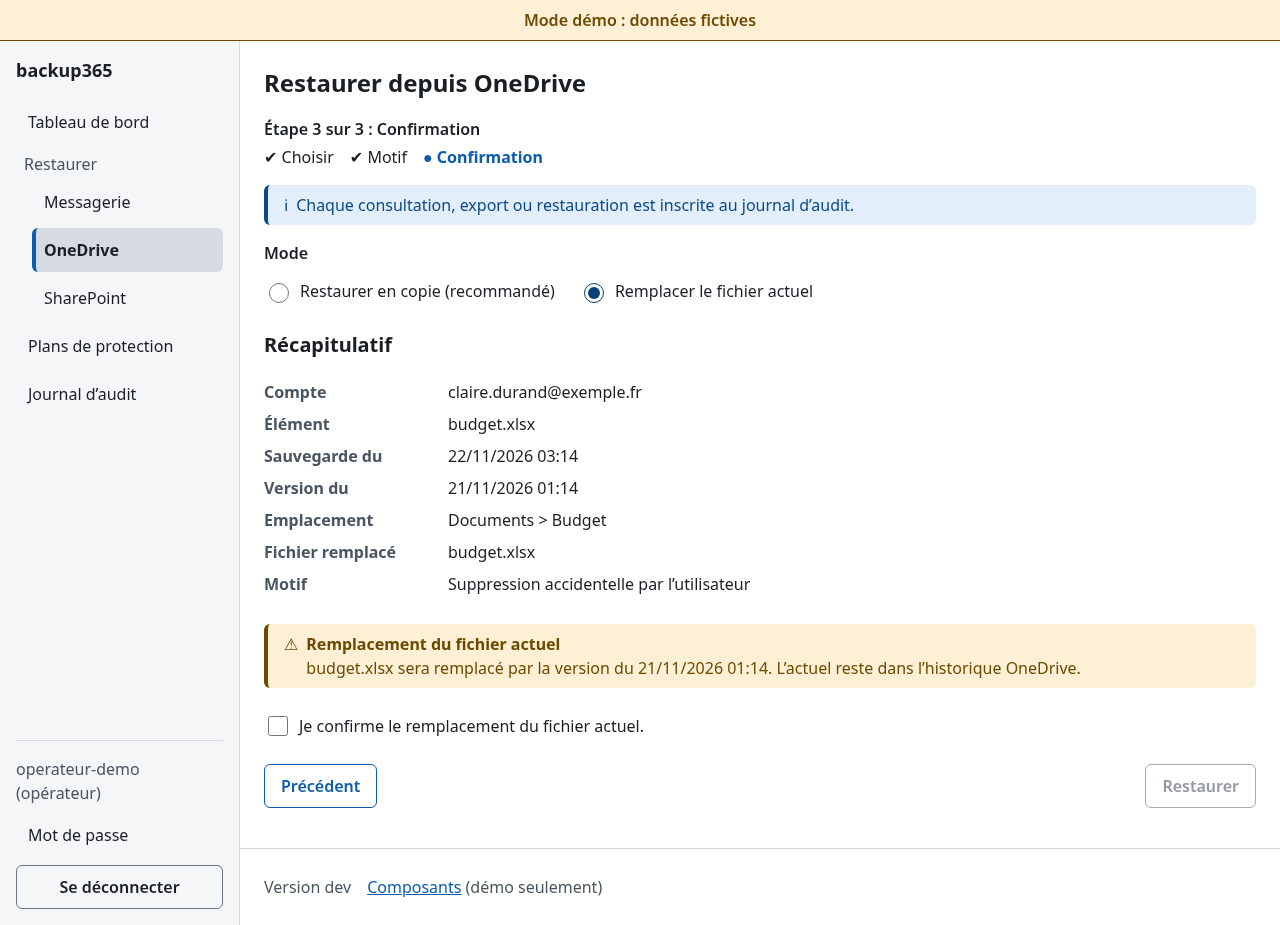 Mode démo : données fictives
backup365
Tableau de bord
Restaurer
Messagerie
OneDrive
SharePoint
Plans de protection
Journal d’audit
operateur-demo
(opérateur)
Mot de passe
Se déconnecter
Restaurer depuis OneDrive
Étape 3 sur 3 : Confirmation
✔ Choisir ✔ Motif ● Confirmation
i Chaque consultation, export ou restauration est inscrite au journal d’audit.
Mode
Restaurer en copie (recommandé) Remplacer le fichier actuel
Récapitulatif
Compte claire.durand@exemple.fr
Élément budget.xlsx
Sauvegarde du 22/11/2026 03:14
Version du 21/11/2026 01:14
Emplacement Documents > Budget
Fichier remplacé budget.xlsx
Motif Suppression accidentelle par l’utilisateur
⚠ Remplacement du fichier actuel
budget.xlsx sera remplacé par la version du 21/11/2026 01:14. L’actuel reste dans l’historique OneDrive.
Je confirme le remplacement du fichier actuel.
Précédent Restaurer
Version dev Composants (démo seulement)